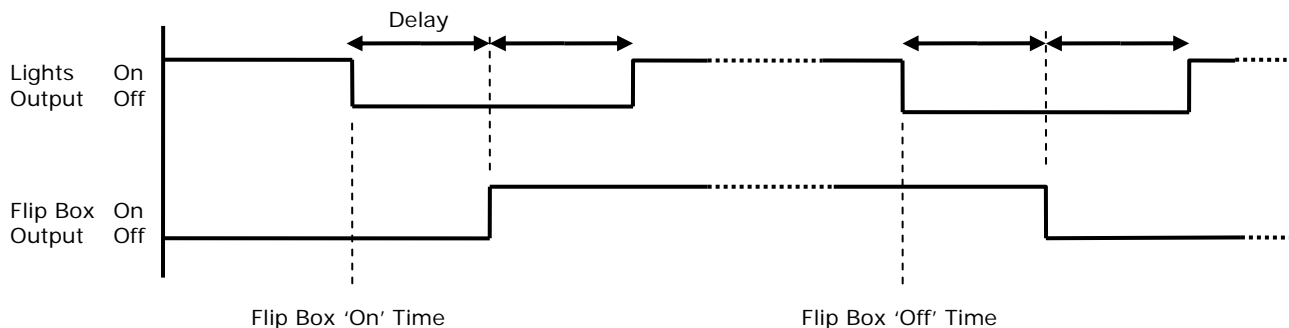 Delay
Lights On
Output Off
Flip Box On
Output Off
Flip Box ‘On’ Time
Flip Box ‘Off’ Time